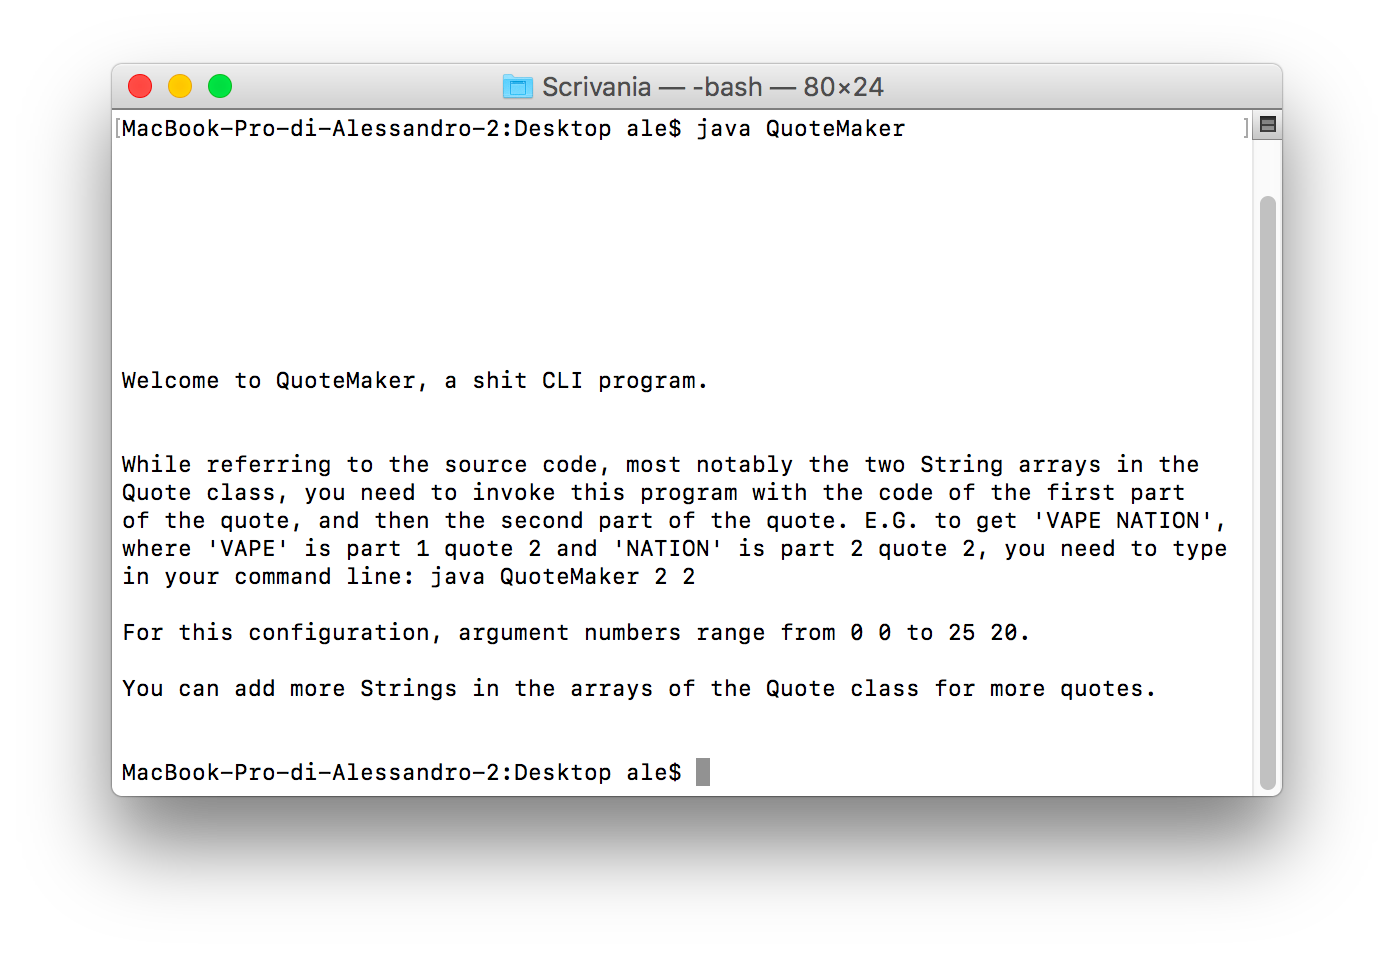 Scrivania — -bash — 80×24
MacBook-Pro-di-Alessandro-2:Desktop ale$ java QuoteMaker
Welcome to QuoteMaker, a shit CLI program.
While referring to the source code, most notably the two String arrays in the
Quote class, you need to invoke this program with the code of the first part
of the quote, and then the second part of the quote. E.G. to get 'VAPE NATION',
where 'VAPE' is part 1 quote 2 and 'NATION' is part 2 quote 2, you need to type
in your command line: java QuoteMaker 2 2
For this configuration, argument numbers range from 0 0 to 25 20.
You can add more Strings in the arrays of the Quote class for more quotes.
MacBook-Pro-di-Alessandro-2:Desktop ale$